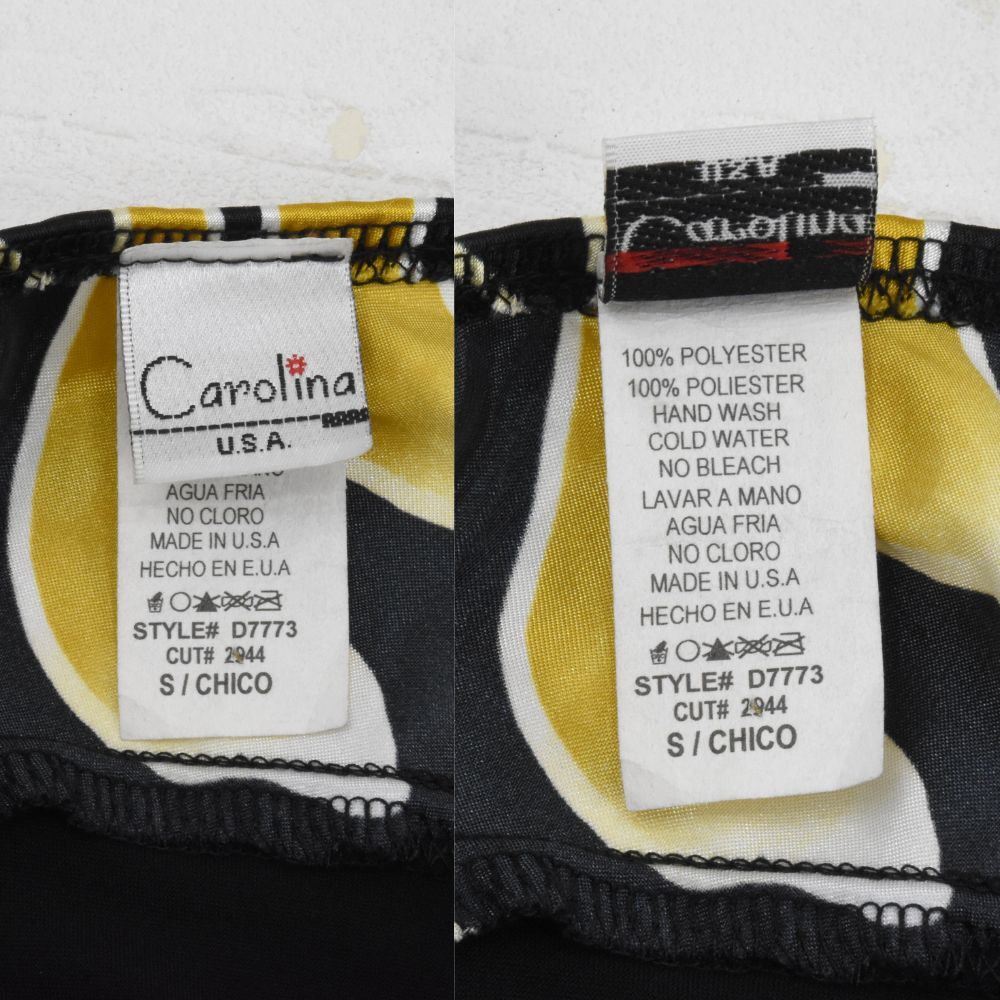 Carolina
U.S.A.
AGUA FRIA
NO CLORO
MADE IN U.S.A
HECHO EN E.U.A
STYLE# D7773
CUT# 2944
S / CHICO
100% POLYESTER
100% POLIESTER
HAND WASH
COLD WATER
NO BLEACH
LAVAR A MANO
AGUA FRIA
NO CLORO
MADE IN U.S.A
HECHO EN E.U.A
STYLE# D7773
CUT# 2944
S / CHICO